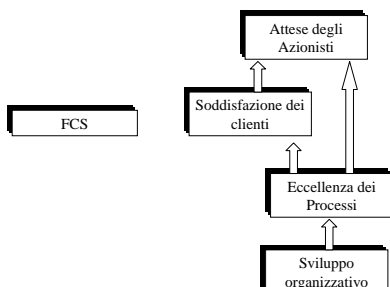 Attese degli
Azionisti
Soddisfazione dei
clienti
FCS
Eccellenza dei
Processi
Sviluppo
organizzativo